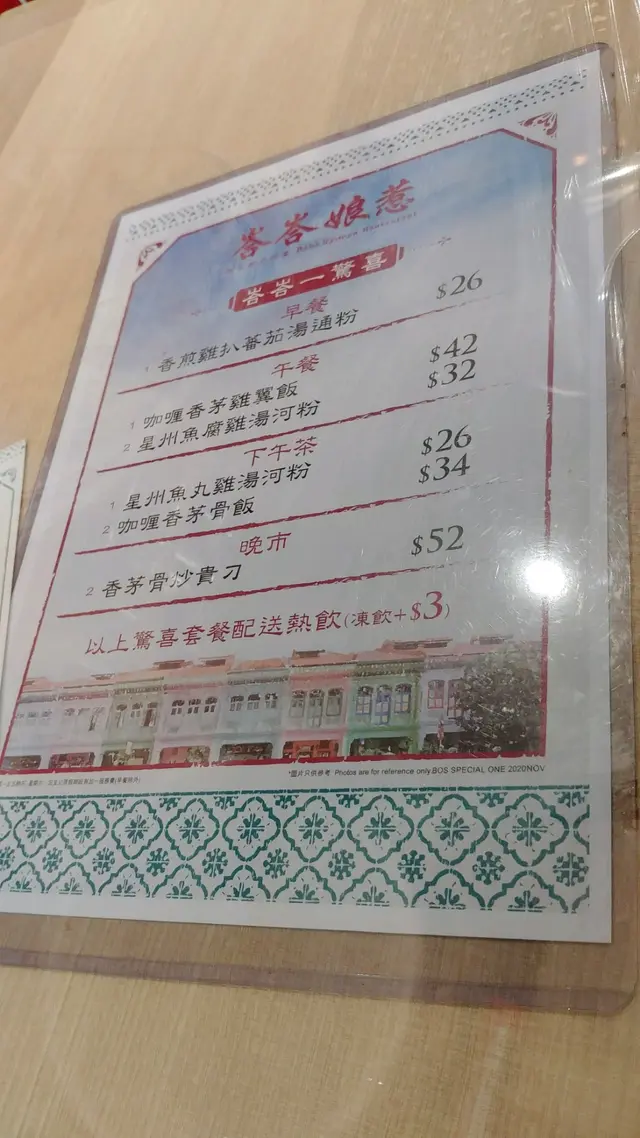 峇峇娘惹
峇峇一驚喜
早餐
1 香煎雞扒蕃茄湯通粉 $26
午餐
1 咖喱香茅雞翼飯 $42
2 星州魚腐雞湯河粉 $32
下午茶
1 星州魚丸雞湯河粉 $26
2 咖喱香茅骨飯 $34
晚市
2 香茅骨炒貴刁 $52
以上驚喜套餐配送熱飲(凍飲+$3)
*圖片只供參考 Photos are for reference only.BOS SPECIAL ONE 2020NOV